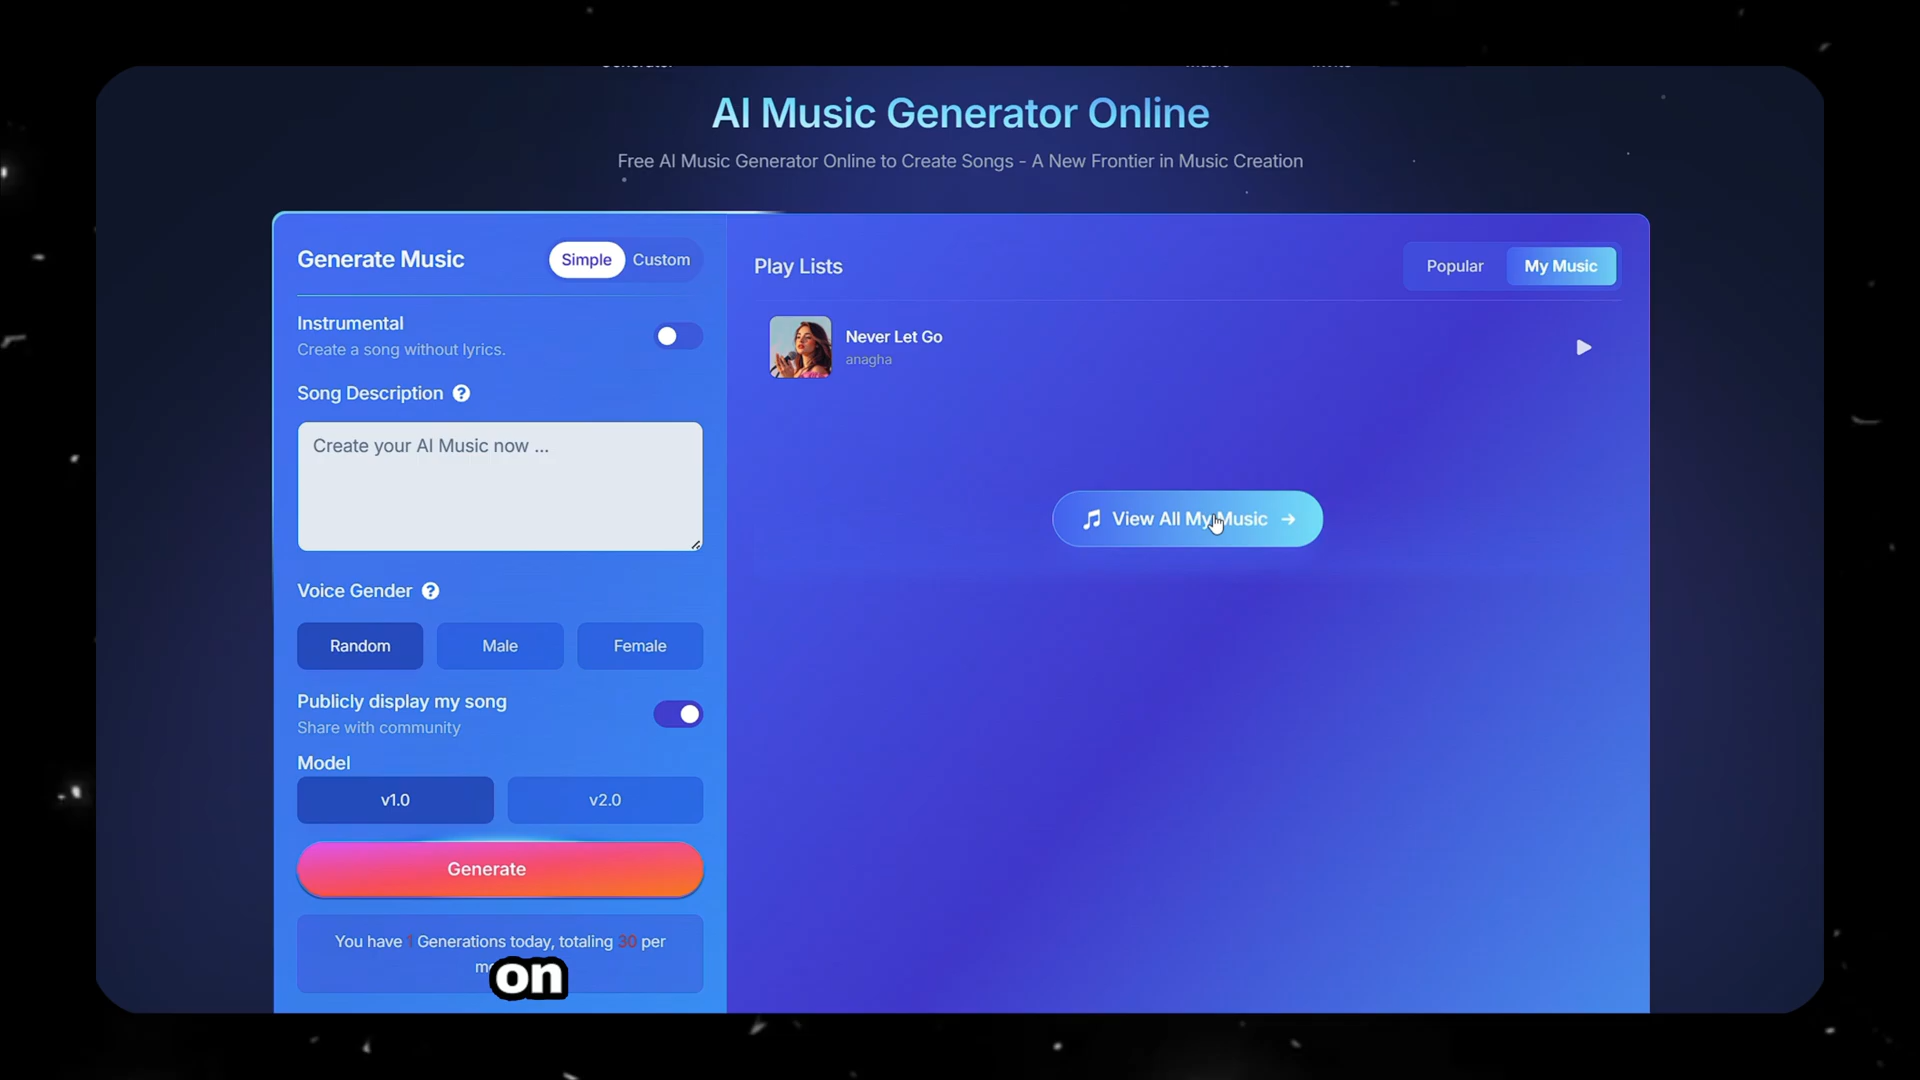 AI Music Generator Online
Free AI Music Generator Online to Create Songs - A New Frontier in Music Creation
Generate Music
Simple
Custom
Instrumental
Create a song without lyrics.
Song Description ?
Create your AI Music now ...
Voice Gender ?
Random
Male
Female
Publicly display my song
Share with community
Model
v1.0
v2.0
Generate
You have 1 Generations today, totaling 30 per
on
Play Lists
Popular
My Music
Never Let Go
anagha
View All My Music